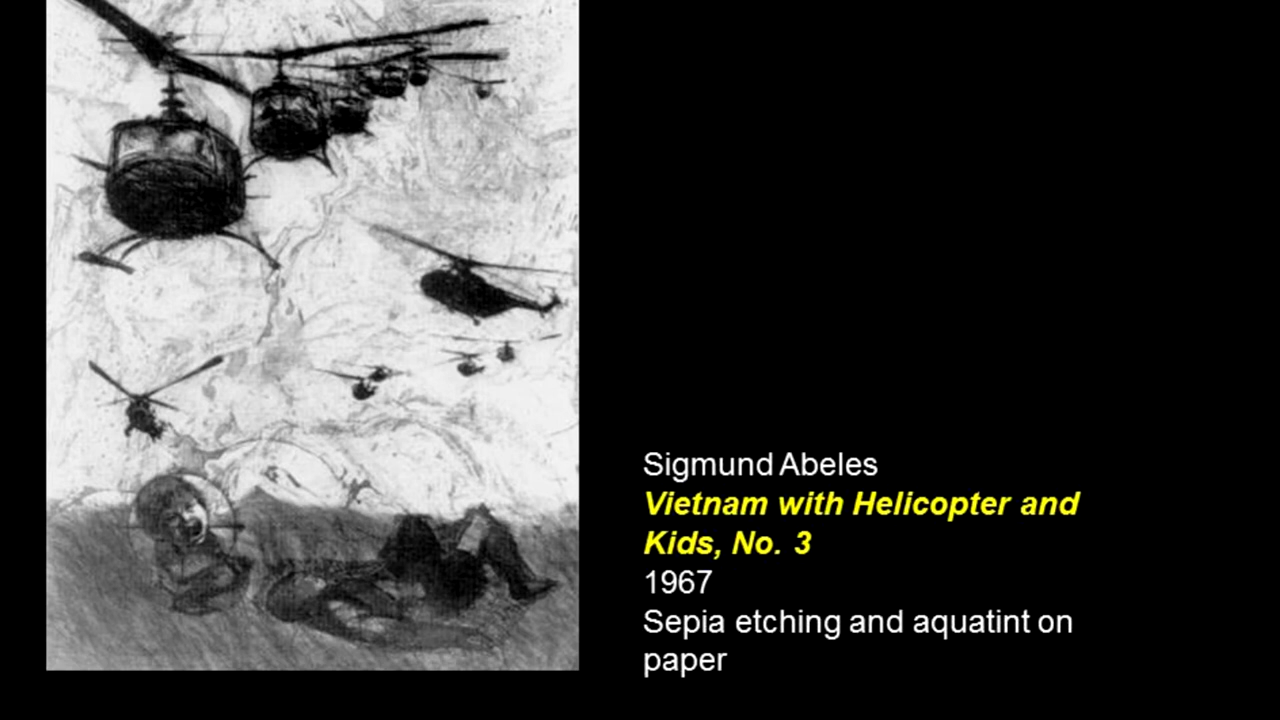 Sigmund Abeles
Vietnam with Helicopter and
Kids, No. 3
1967
Sepia etching and aquatint on
paper